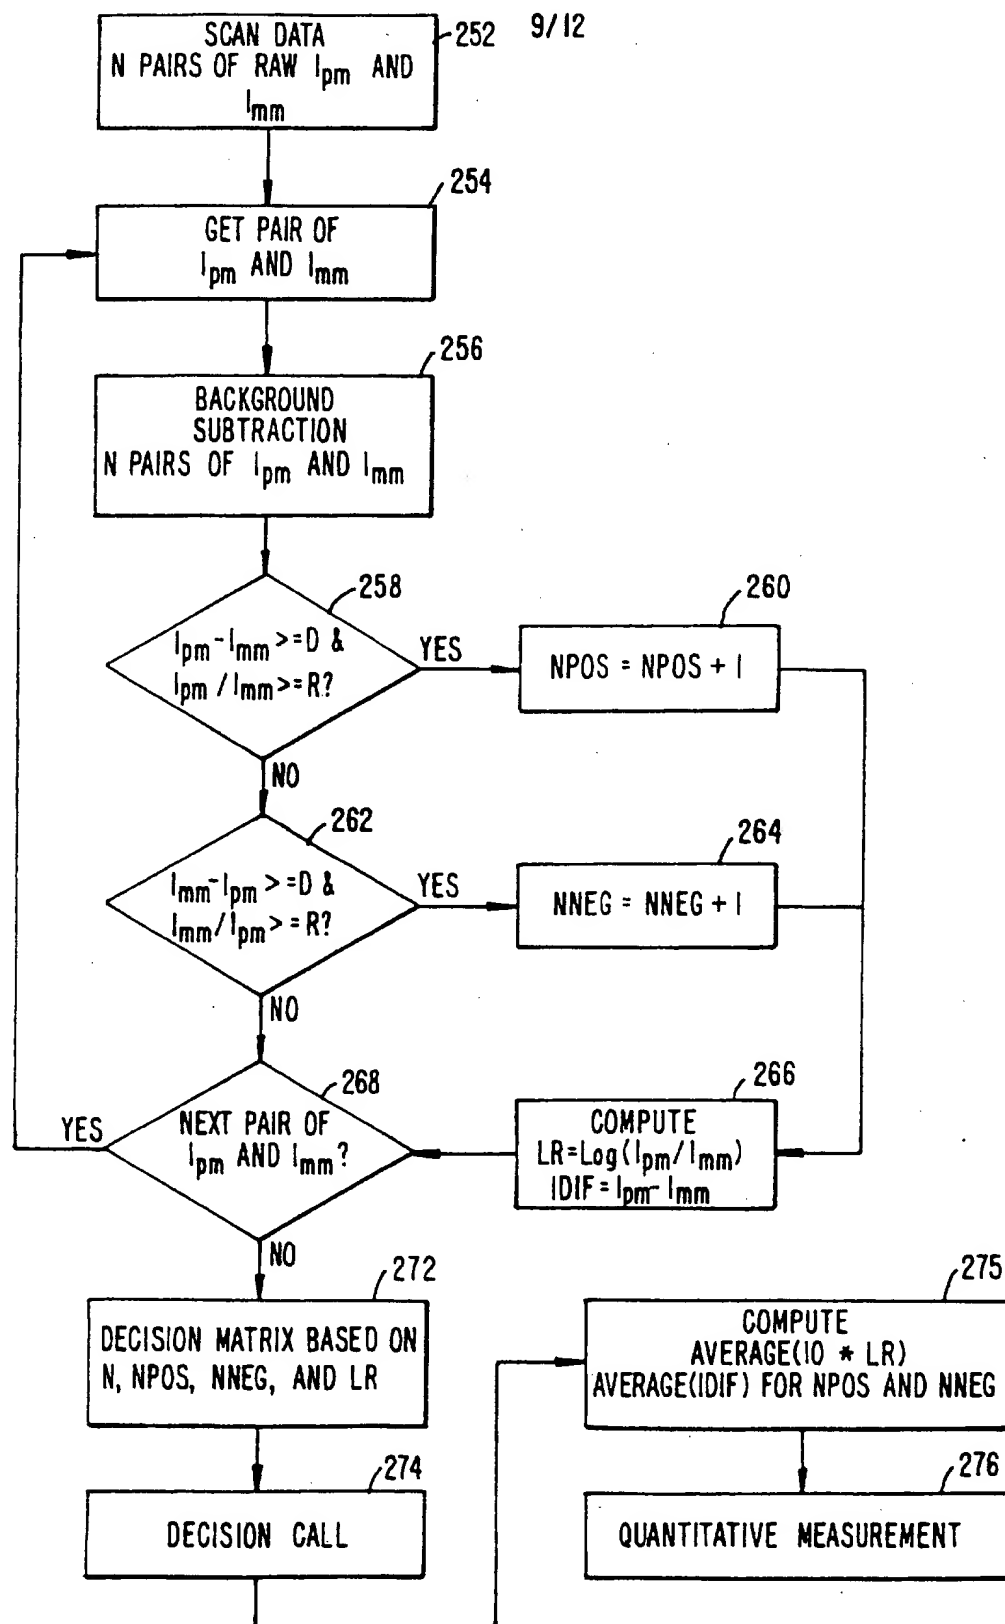 9/12
252
SCAN DATA
N PAIRS OF RAW Ipm AND
Imm
254
GET PAIR OF
Ipm AND Imm
256
BACKGROUND
SUBTRACTION
N PAIRS OF Ipm AND Imm
258
Ipm-Imm>=D &
Ipm/Imm>=R?
YES
260
NPOS = NPOS + 1
NO
262
Imm-Ipm>=D &
Imm/Ipm>=R?
YES
264
NNEG = NNEG + 1
NO
268
NEXT PAIR OF
Ipm AND Imm?
YES
266
COMPUTE
LR=Log(Ipm/Imm)
IDIF=Ipm-Imm
NO
272
DECISION MATRIX BASED ON
N, NPOS, NNEG, AND LR
274
DECISION CALL
275
COMPUTE
AVERAGE(10 * LR)
AVERAGE(IDIF) FOR NPOS AND NNEG
276
QUANTITATIVE MEASUREMENT